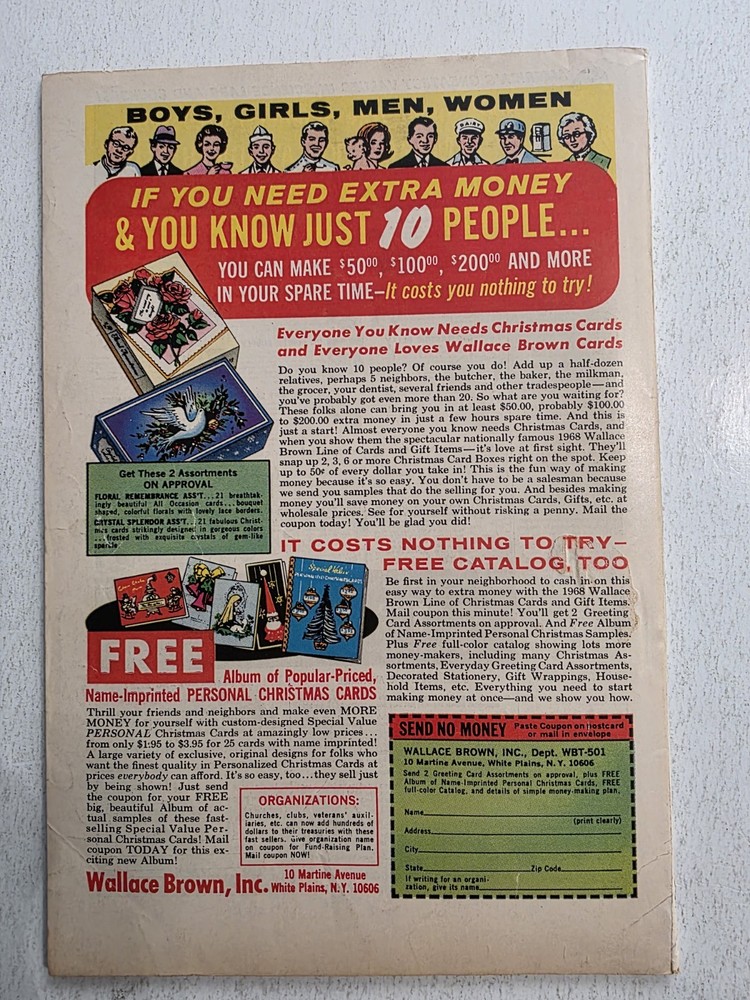 BOYS, GIRLS, MEN, WOMEN
IF YOU NEED EXTRA MONEY
& YOU KNOW JUST 10 PEOPLE...
YOU CAN MAKE $50⁰⁰, $100⁰⁰, $200⁰⁰ AND MORE
IN YOUR SPARE TIME—It costs you nothing to try!
Everyone You Know Needs Christmas Cards
and Everyone Loves Wallace Brown Cards
Do you know 10 people? Of course you do! Add up a half-dozen
relatives, perhaps 5 neighbors, the butcher, the baker, the milkman,
the grocer, your dentist, several friends and other tradespeople—and
you've probably got even more than 20. So what are you waiting for?
These folks alone can bring you in at least $50.00, probably $100.00
to $200.00 extra money in just a few hours spare time. And this is
just a start! Almost everyone you know needs Christmas Cards, and
when you show them the spectacular nationally famous 1968 Wallace
Brown Line of Cards and Gift Items—it's love at first sight. They'll
snap up 2, 3, 6 or more Christmas Card Boxes right on the spot. Keep
up to 50¢ of every dollar you take in! This is the fun way of making
money because it's so easy. You don't have to be a salesman because
we send you samples that do the selling for you. And besides making
money you'll save money on your own Christmas Cards, Gifts, etc. at
wholesale prices. See for yourself without risking a penny. Mail the
coupon today! You'll be glad you did!
Get These 2 Assortments
ON APPROVAL
FLORAL REMEMBRANCE ASS'T...21 breathtak-
ingly beautiful All Occasion cards...bouquet
shaped, colorful florals with lovely lace borders.
CRYSTAL SPLENDOR ASS'T...21 fabulous Christ-
mas cards strikingly designed in gorgeous colors
...frosted with exquisite crystals of gem-like
sparkle.
IT COSTS NOTHING TO TRY—
FREE CATALOG, TOO
Be first in your neighborhood to cash in on this
easy way to extra money with the 1968 Wallace
Brown Line of Christmas Cards and Gift Items.
Mail coupon this minute! You'll get 2 Greeting
Card Assortments on approval. And Free Album
of Name-Imprinted Personal Christmas Samples.
Plus Free full-color catalog showing lots more
money-makers, including many Christmas As-
sortments, Everyday Greeting Card Assortments,
Decorated Stationery, Gift Wrappings, House-
hold Items, etc. Everything you need to start
making money at once—and we show you how.
Special Value
PERSONALIZED CHRISTMAS CARDS
FREE
Album of Popular-Priced,
Name-Imprinted PERSONAL CHRISTMAS CARDS
Thrill your friends and neighbors and make even MORE
MONEY for yourself with custom-designed Special Value
PERSONAL Christmas Cards at amazingly low prices...
from only $1.95 to $3.95 for 25 cards with name imprinted!
A large variety of exclusive, original designs for folks who
want the finest quality in Personalized Christmas Cards at
prices everybody can afford. It's so easy, too...they sell just
by being shown! Just send
the coupon for your FREE
big, beautiful Album of ac-
tual samples of these fast-
selling Special Value Per-
sonal Christmas Cards! Mail
coupon TODAY for this ex-
citing new Album!
ORGANIZATIONS:
Churches, clubs, veterans' auxil-
iaries, etc. can now add hundreds of
dollars to their treasuries with these
fast sellers. Give organization name
on coupon for Fund-Raising Plan.
Mail coupon NOW!
Wallace Brown, Inc. 10 Martine Avenue
White Plains, N.Y. 10606
SEND NO MONEY Paste Coupon on postcard
or mail in envelope
WALLACE BROWN, INC., Dept. WBT-501
10 Martine Avenue, White Plains, N. Y. 10606
Send 2 Greeting Card Assortments on approval, plus FREE
Album of Name-Imprinted Personal Christmas Cards, FREE
full-color Catalog, and details of simple money-making plan.
Name
(print clearly)
Address
City
State Zip Code
If writing for an organi-
zation, give its name